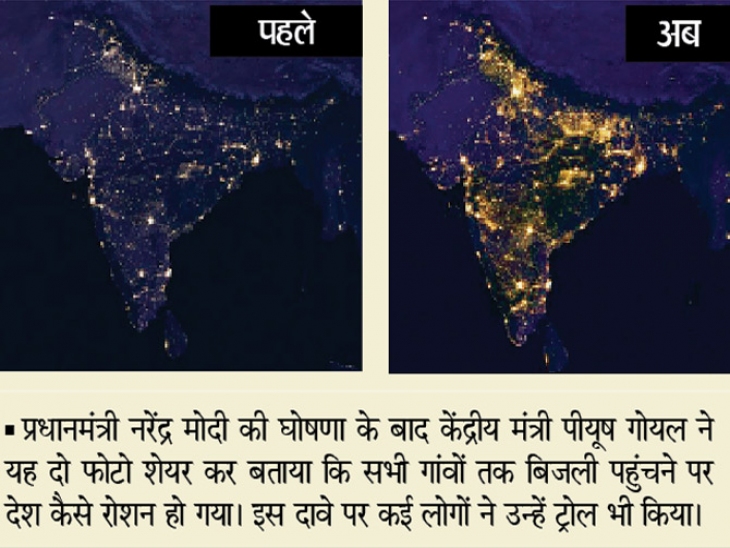 पहले
अब
▪ प्रधानमंत्री नरेंद्र मोदी की घोषणा के बाद केंद्रीय मंत्री पीयूष गोयल ने
यह दो फोटो शेयर कर बताया कि सभी गांवों तक बिजली पहुंचने पर
देश कैसे रोशन हो गया। इस दावे पर कई लोगों ने उन्हें ट्रोल भी किया।